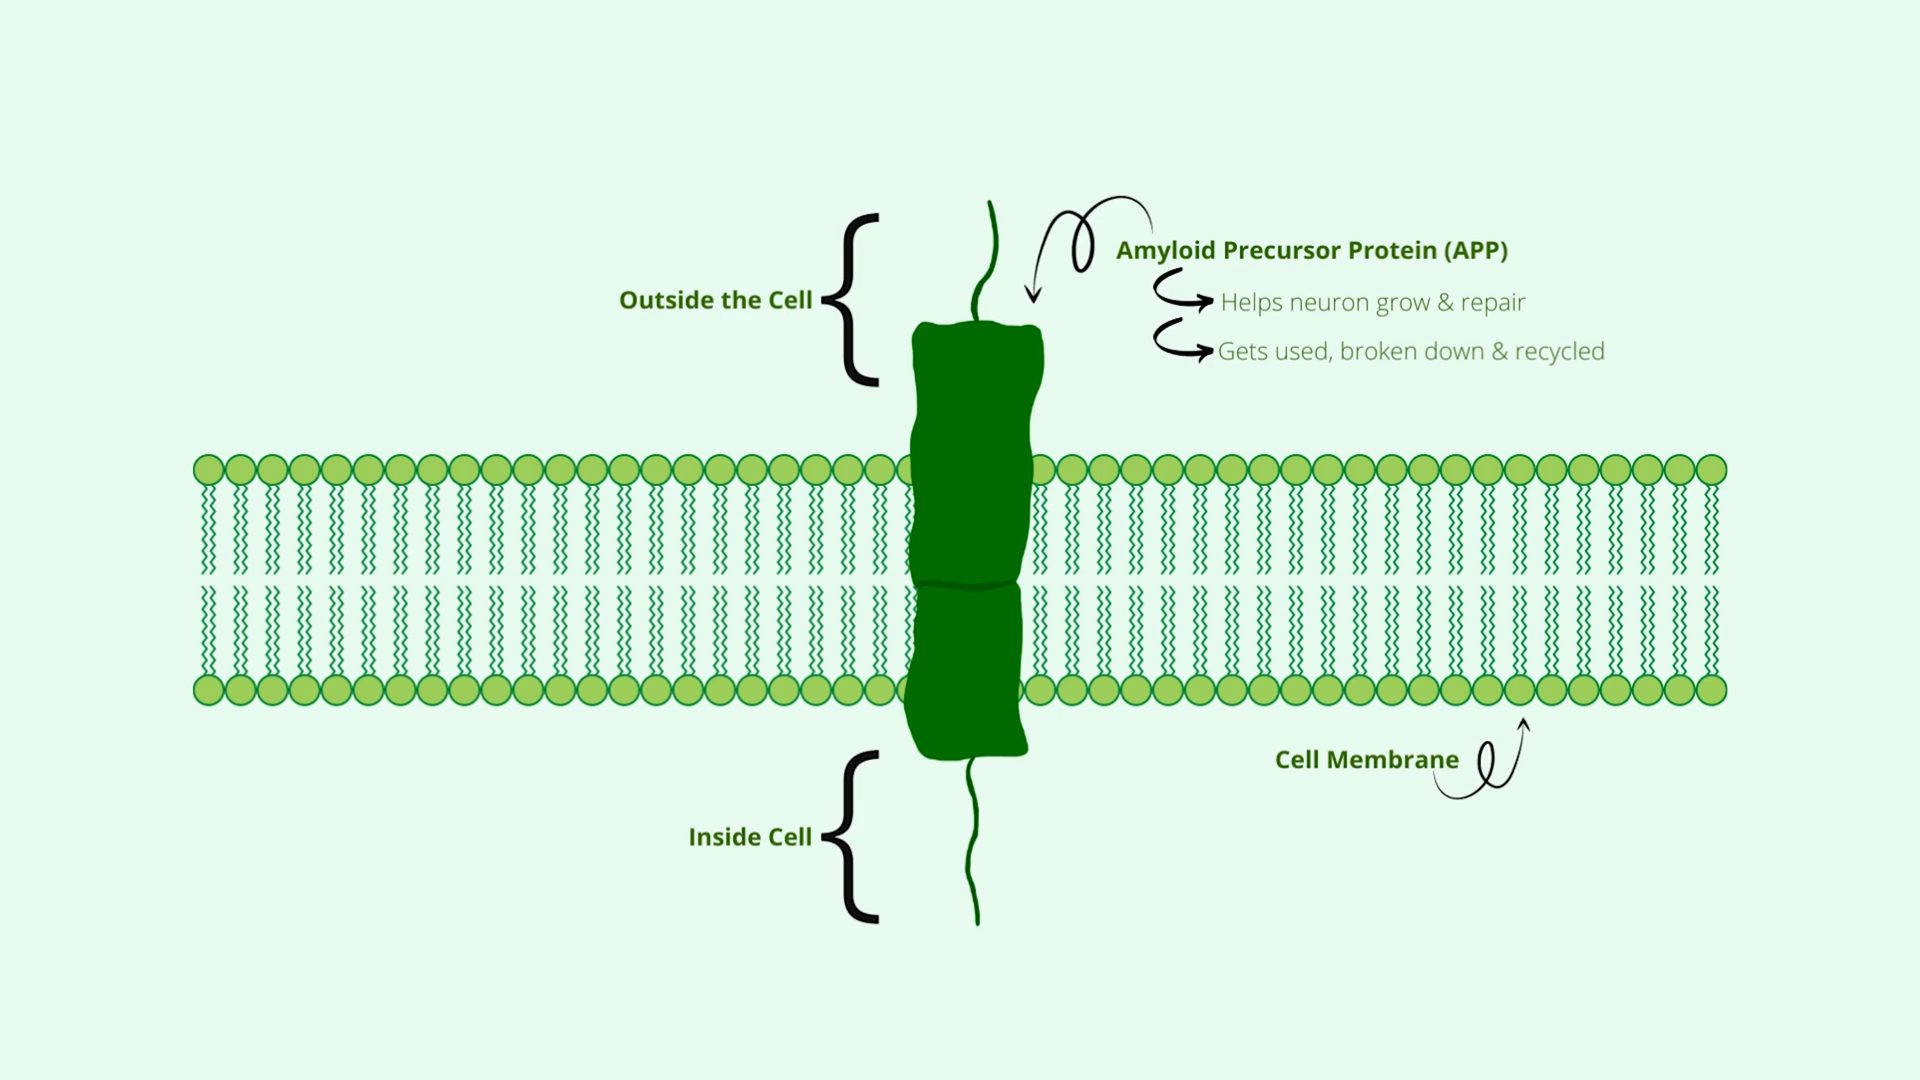 Amyloid Precursor Protein (APP)
Outside the Cell
Helps neuron grow & repair
Gets used, broken down & recycled
Cell Membrane
Inside Cell